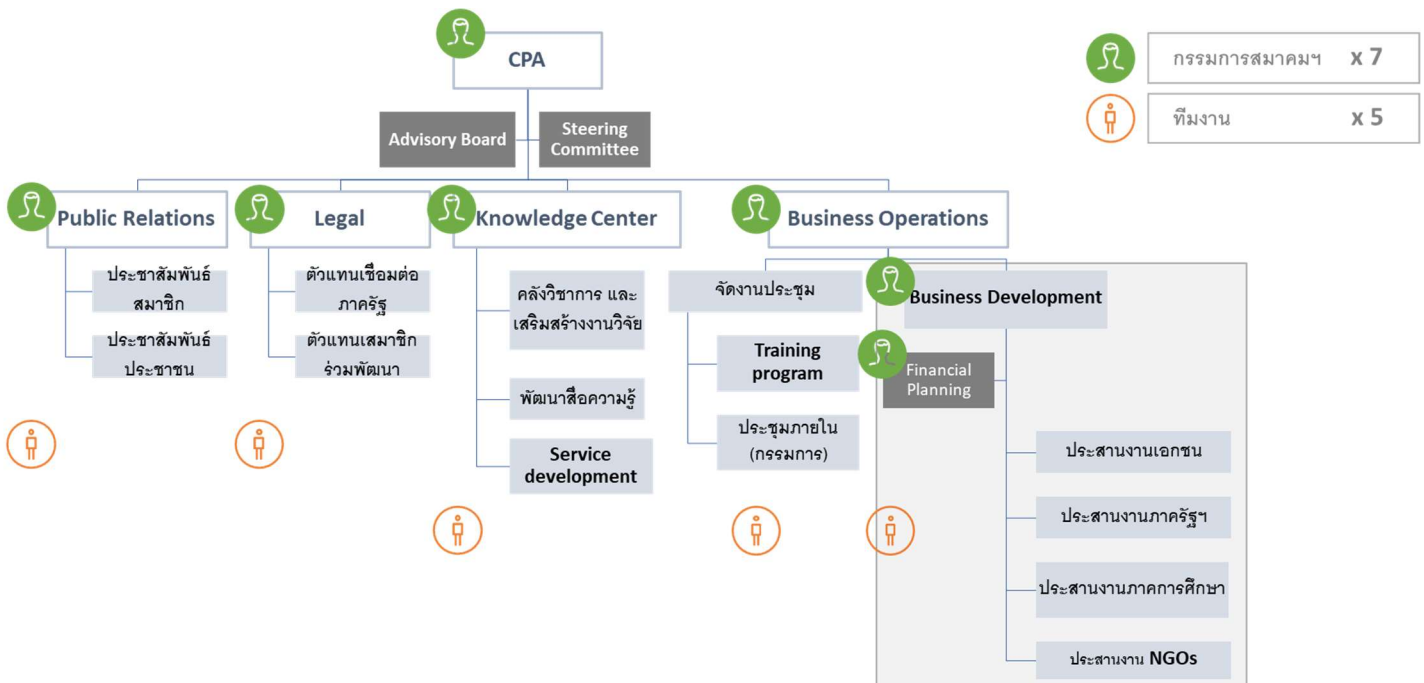 CPA
กรรมการสมาคมฯ x 7
ทีมงาน x 5
Advisory Board
Steering
Committee
Public Relations
Legal
Knowledge Center
Business Operations
ประชาสัมพันธ์
สมาชิก
ประชาสัมพันธ์
ประชาชน
ตัวแทนเชื่อมต่อ
ภาครัฐ
ตัวแทนเสมาชิก
ร่วมพัฒนา
คลังวิชาการ และ
เสริมสร้างงานวิจัย
พัฒนาสื่อความรู้
Service
development
จัดงานประชุม
Training
program
ประชุมภายใน
(กรรมการ)
Business Development
Financial
Planning
ประสานงานเอกชน
ประสานงานภาครัฐฯ
ประสานงานภาคการศึกษา
ประสานงาน NGOs